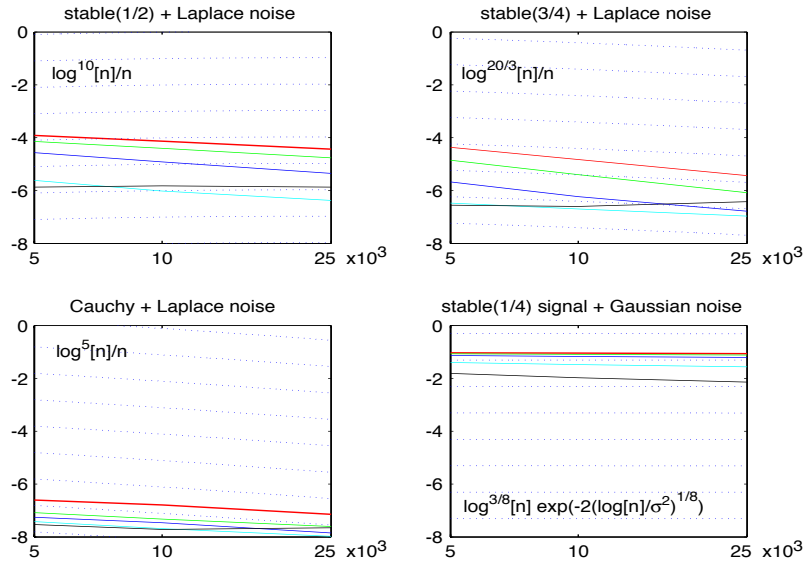 stable(1/2) + Laplace noise
0
-2
-4
-6
-8
log^10[n]/n
5
10
25
x10^3
stable(3/4) + Laplace noise
0
-2
-4
-6
-8
log^20/3[n]/n
5
10
25
x10^3
Cauchy + Laplace noise
0
-2
-4
-6
-8
log^5[n]/n
5
10
25
x10^3
stable(1/4) signal + Gaussian noise
0
-2
-4
-6
-8
log^3/8[n] exp(-2(log[n]/σ^2)^1/8)
5
10
25
x10^3